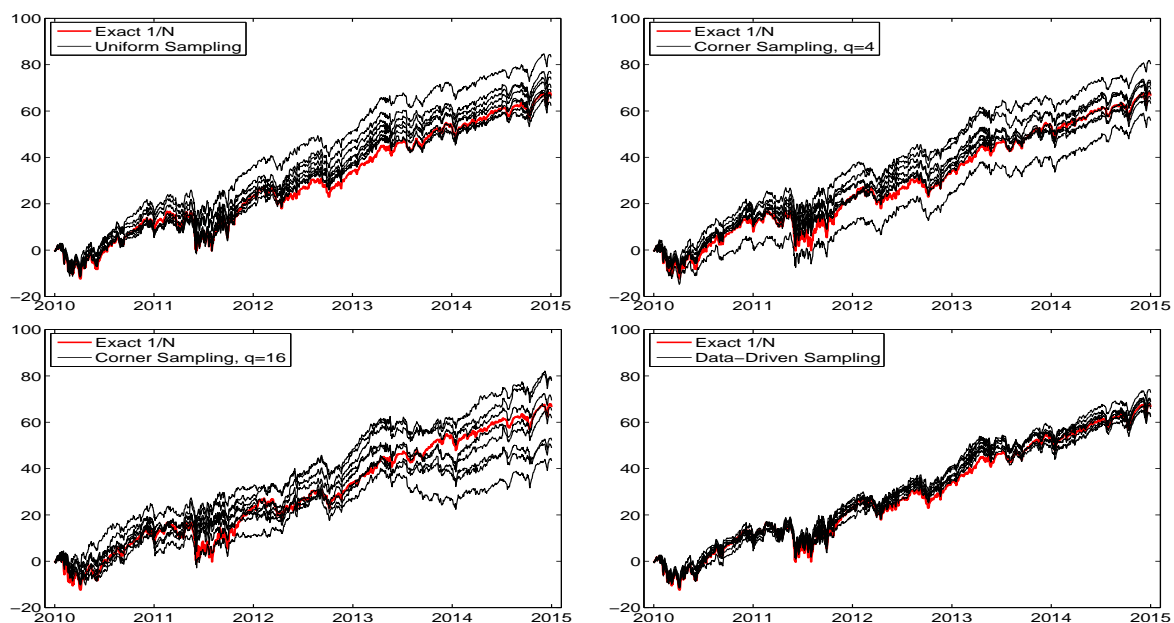 100
80
60
40
20
0
−20
Exact 1/N
Uniform Sampling
2010 2011 2012 2013 2014 2015
100
80
60
40
20
0
−20
Exact 1/N
Corner Sampling, q=4
2010 2011 2012 2013 2014 2015
100
80
60
40
20
0
−20
Exact 1/N
Corner Sampling, q=16
2010 2011 2012 2013 2014 2015
100
80
60
40
20
0
−20
Exact 1/N
Data−Driven Sampling
2010 2011 2012 2013 2014 2015